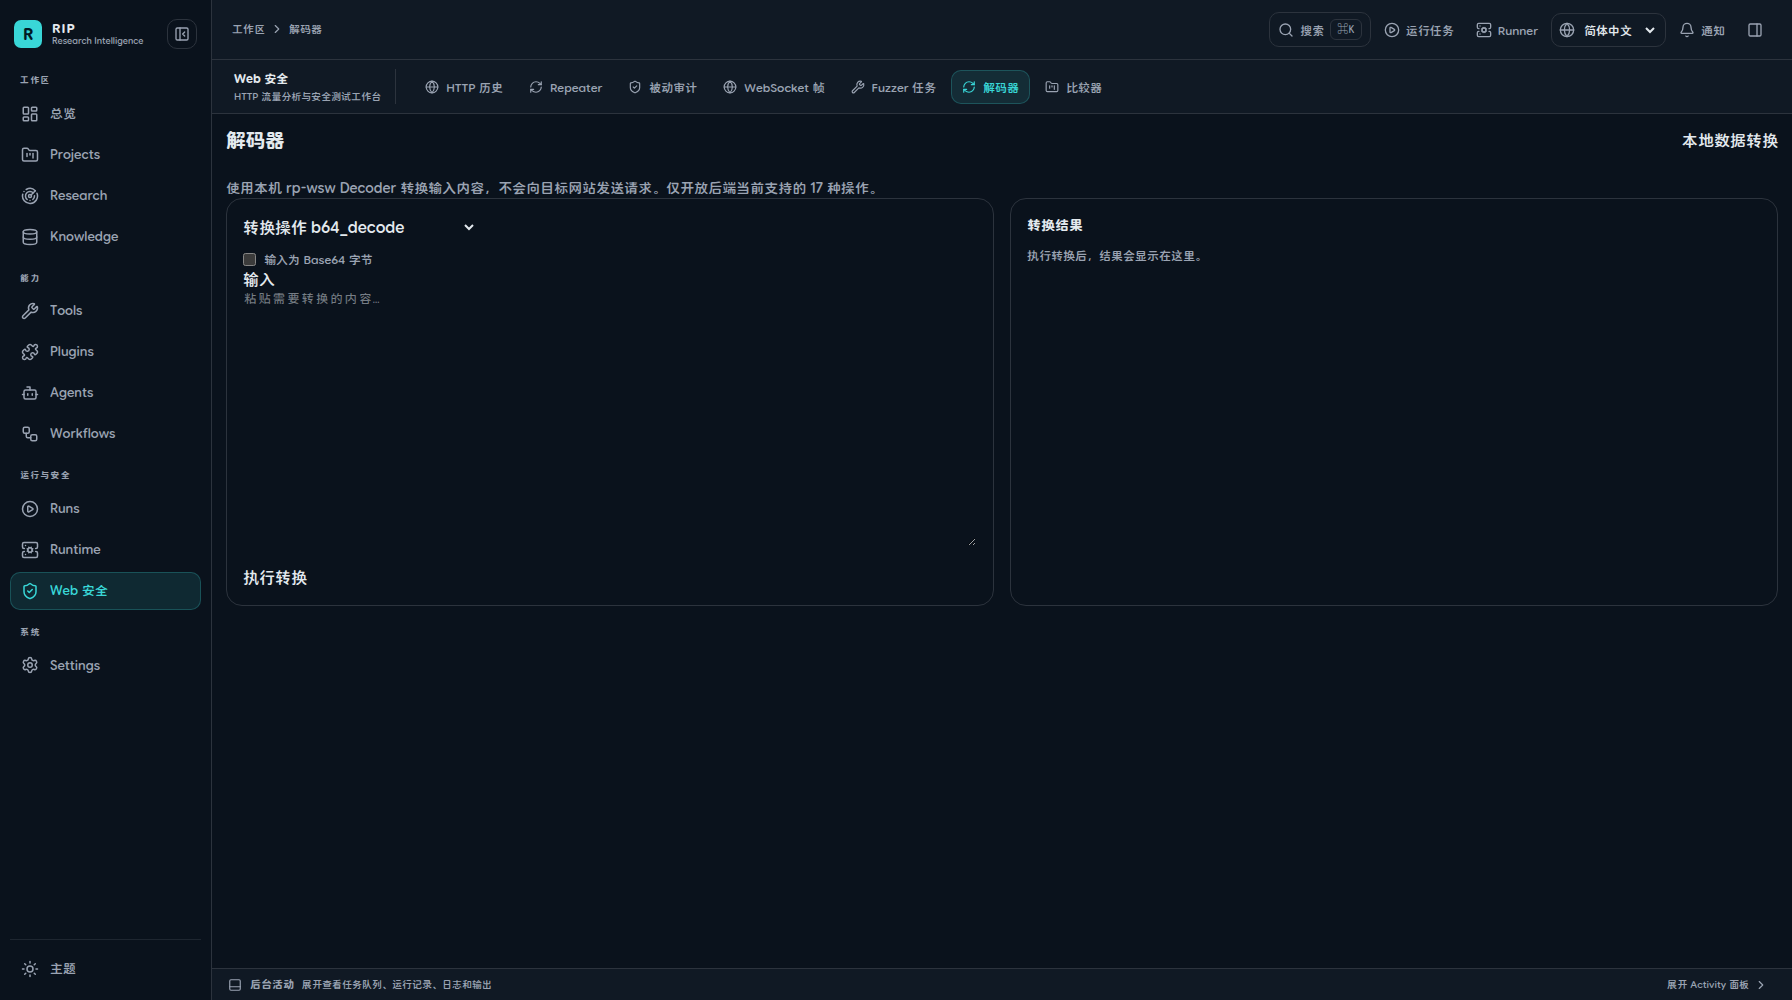 R
RIP
Research Intelligence
工作区
总览
Projects
Research
Knowledge
能力
Tools
Plugins
Agents
Workflows
运行与安全
Runs
Runtime
Web 安全
系统
Settings
主题
工作区 > 解码器
搜索 ⌘K 运行任务 Runner 简体中文 通知
Web 安全
HTTP 流量分析与安全测试工作台
HTTP 历史 Repeater 被动审计 WebSocket 帧 Fuzzer 任务 解码器 比较器
解码器
本地数据转换
使用本机 rp-wsw Decoder 转换输入内容，不会向目标网站发送请求。仅开放后端当前支持的 17 种操作。
转换操作 b64_decode
输入为 Base64 字节
输入
粘贴需要转换的内容...
执行转换
转换结果
执行转换后，结果会显示在这里。
后台活动 展开查看任务队列、运行记录、日志和输出
展开 Activity 面板